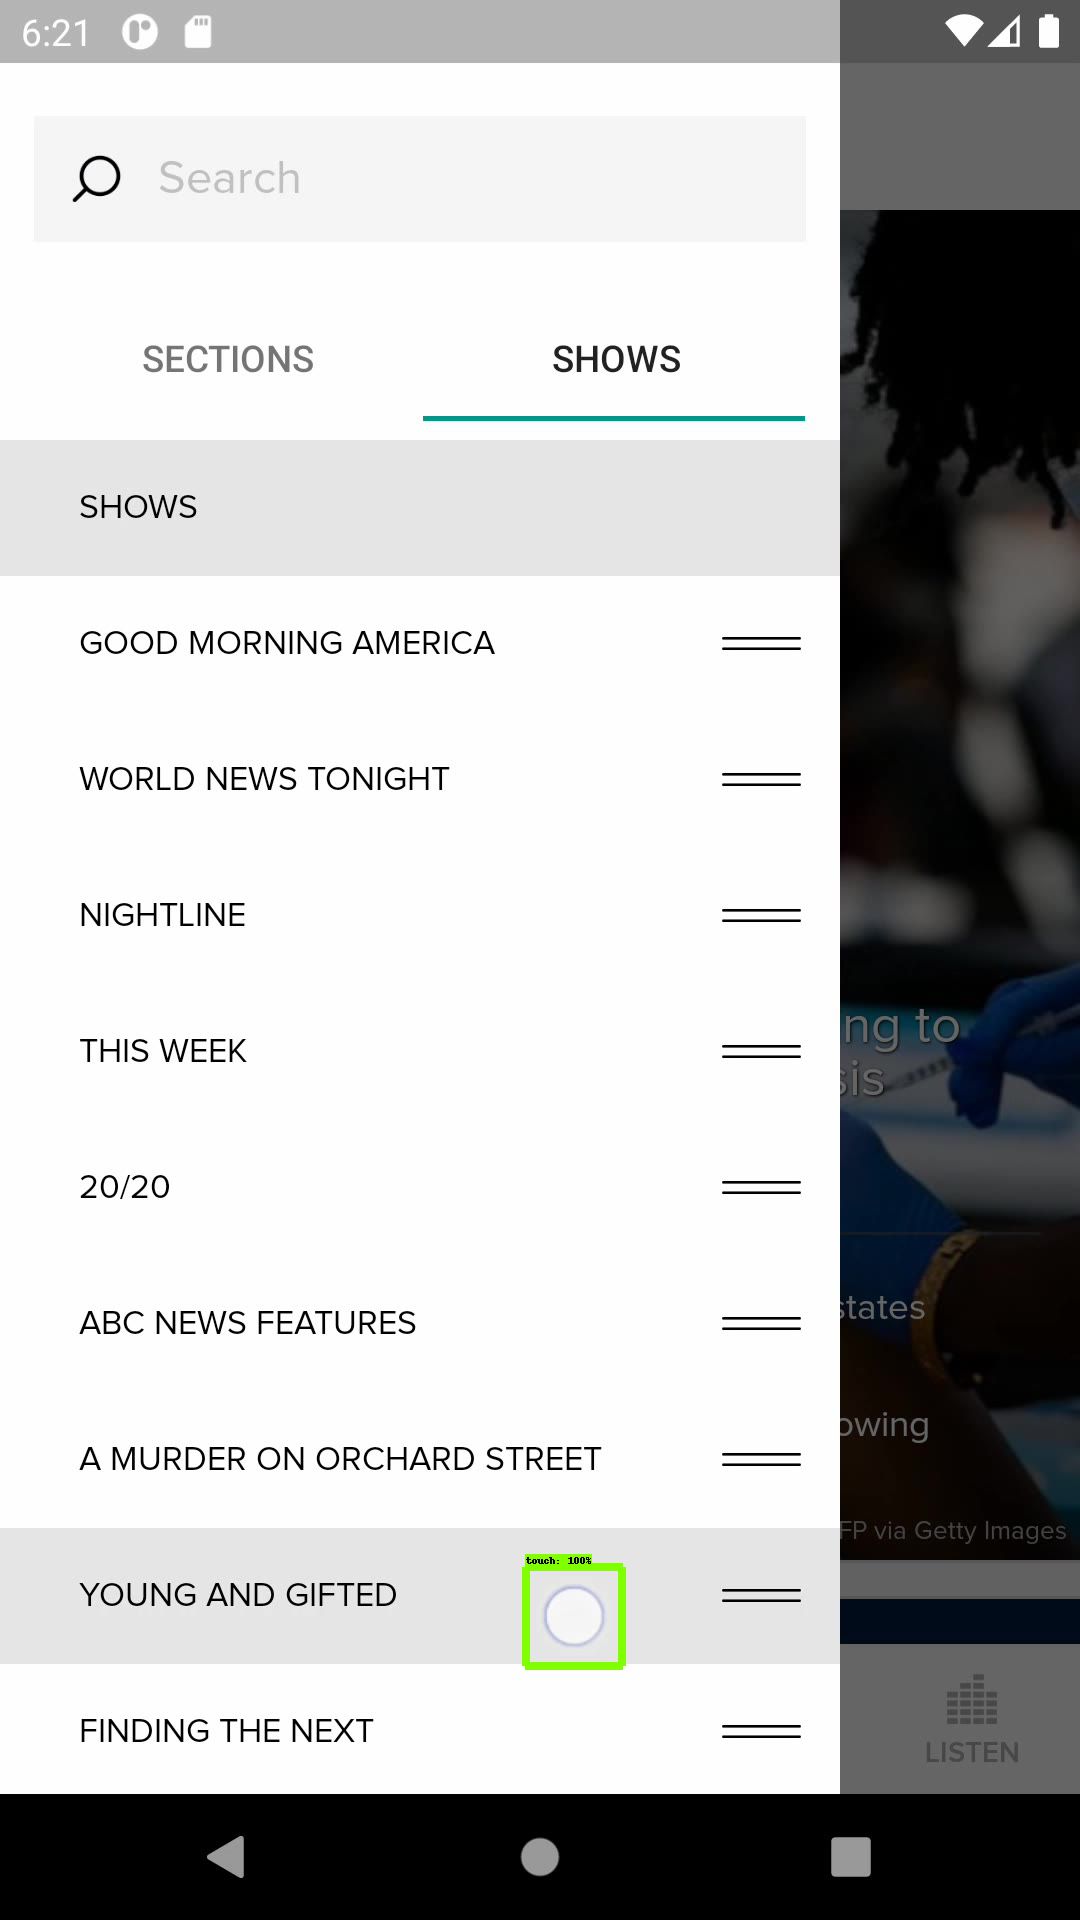 6:21
Search
SECTIONS
SHOWS
SHOWS
GOOD MORNING AMERICA
WORLD NEWS TONIGHT
NIGHTLINE
THIS WEEK
ng to
sis
20/20
states
ABC NEWS FEATURES
owing
A MURDER ON ORCHARD STREET
FP via Getty Images
touch: 100%
YOUNG AND GIFTED
FINDING THE NEXT
LISTEN